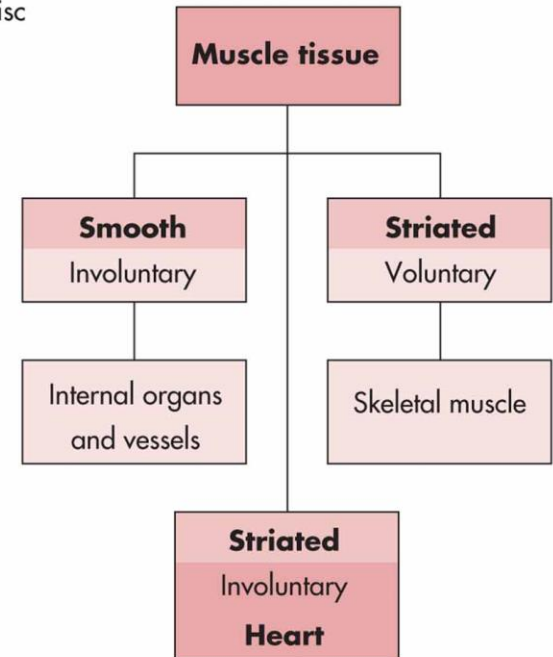 isc
Muscle tissue
Smooth
Involuntary
Striated
Voluntary
Internal organs
and vessels
Skeletal muscle
Striated
Involuntary
Heart